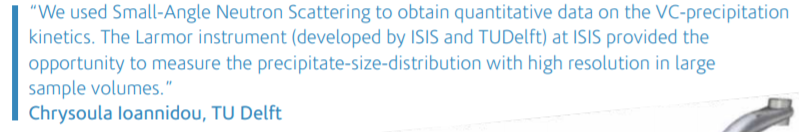 "We used Small-Angle Neutron Scattering to obtain quantitative data on the VC-precipitation
kinetics. The Larmor instrument (developed by ISIS and TUDelft) at ISIS provided the
opportunity to measure the precipitate-size-distribution with high resolution in large
sample volumes."
Chrysoula Ioannidou, TU Delft